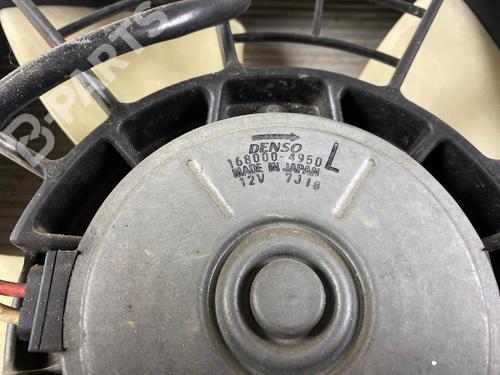 DENSO
168000-4950 L
MADE IN JAPAN
12V 7J18
B-PARTS